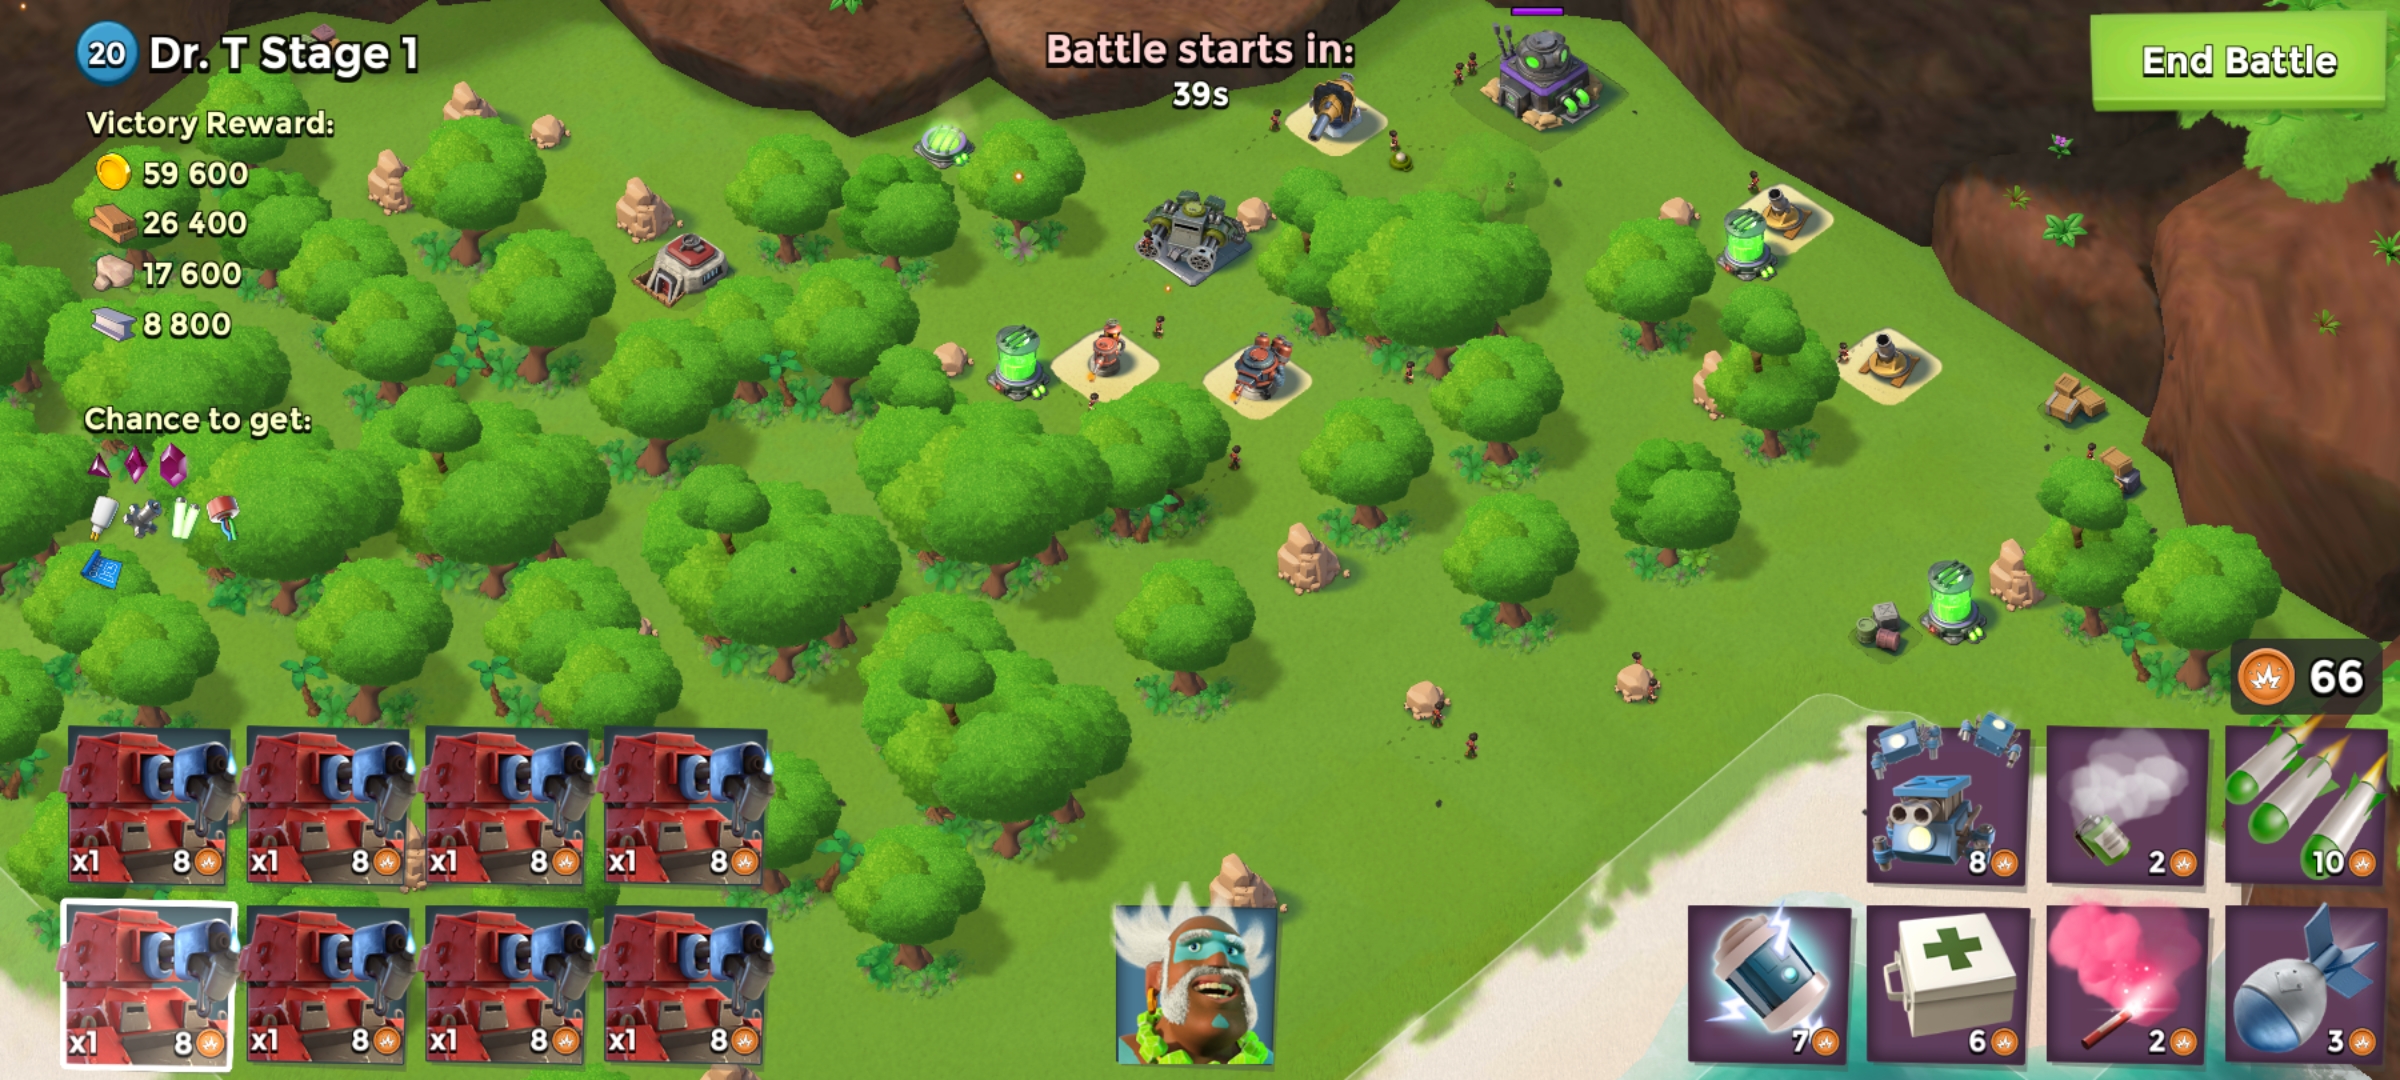 20 Dr. T Stage 1
Battle starts in:
39s
End Battle
Victory Reward:
59 600
26 400
17 600
8 800
Chance to get:
66
x1 8
x1 8
x1 8
x1 8
8
2
10
x1 8
x1 8
x1 8
x1 8
7
6
2
3